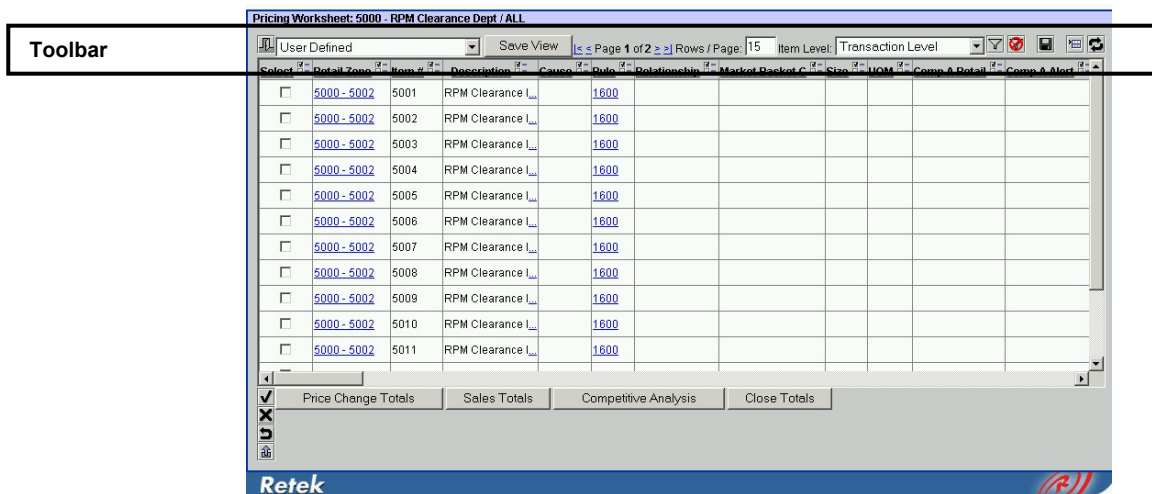 Pricing Worksheet: 5000 - RPM Clearance Dept / ALL
Toolbar
User Defined Save View |< < Page 1 of 2 > >| Rows / Page: 15 Item Level: Transaction Level
Select Retail Zone Item # Description Cause Rule Relationship Market Basket C Size UOM Comp A Retail Comp A Alert
5000 - 5002 5001 RPM Clearance I... 1600
5000 - 5002 5002 RPM Clearance I... 1600
5000 - 5002 5003 RPM Clearance I... 1600
5000 - 5002 5004 RPM Clearance I... 1600
5000 - 5002 5005 RPM Clearance I... 1600
5000 - 5002 5006 RPM Clearance I... 1600
5000 - 5002 5007 RPM Clearance I... 1600
5000 - 5002 5008 RPM Clearance I... 1600
5000 - 5002 5009 RPM Clearance I... 1600
5000 - 5002 5010 RPM Clearance I... 1600
5000 - 5002 5011 RPM Clearance I... 1600
Price Change Totals Sales Totals Competitive Analysis Close Totals
Retek